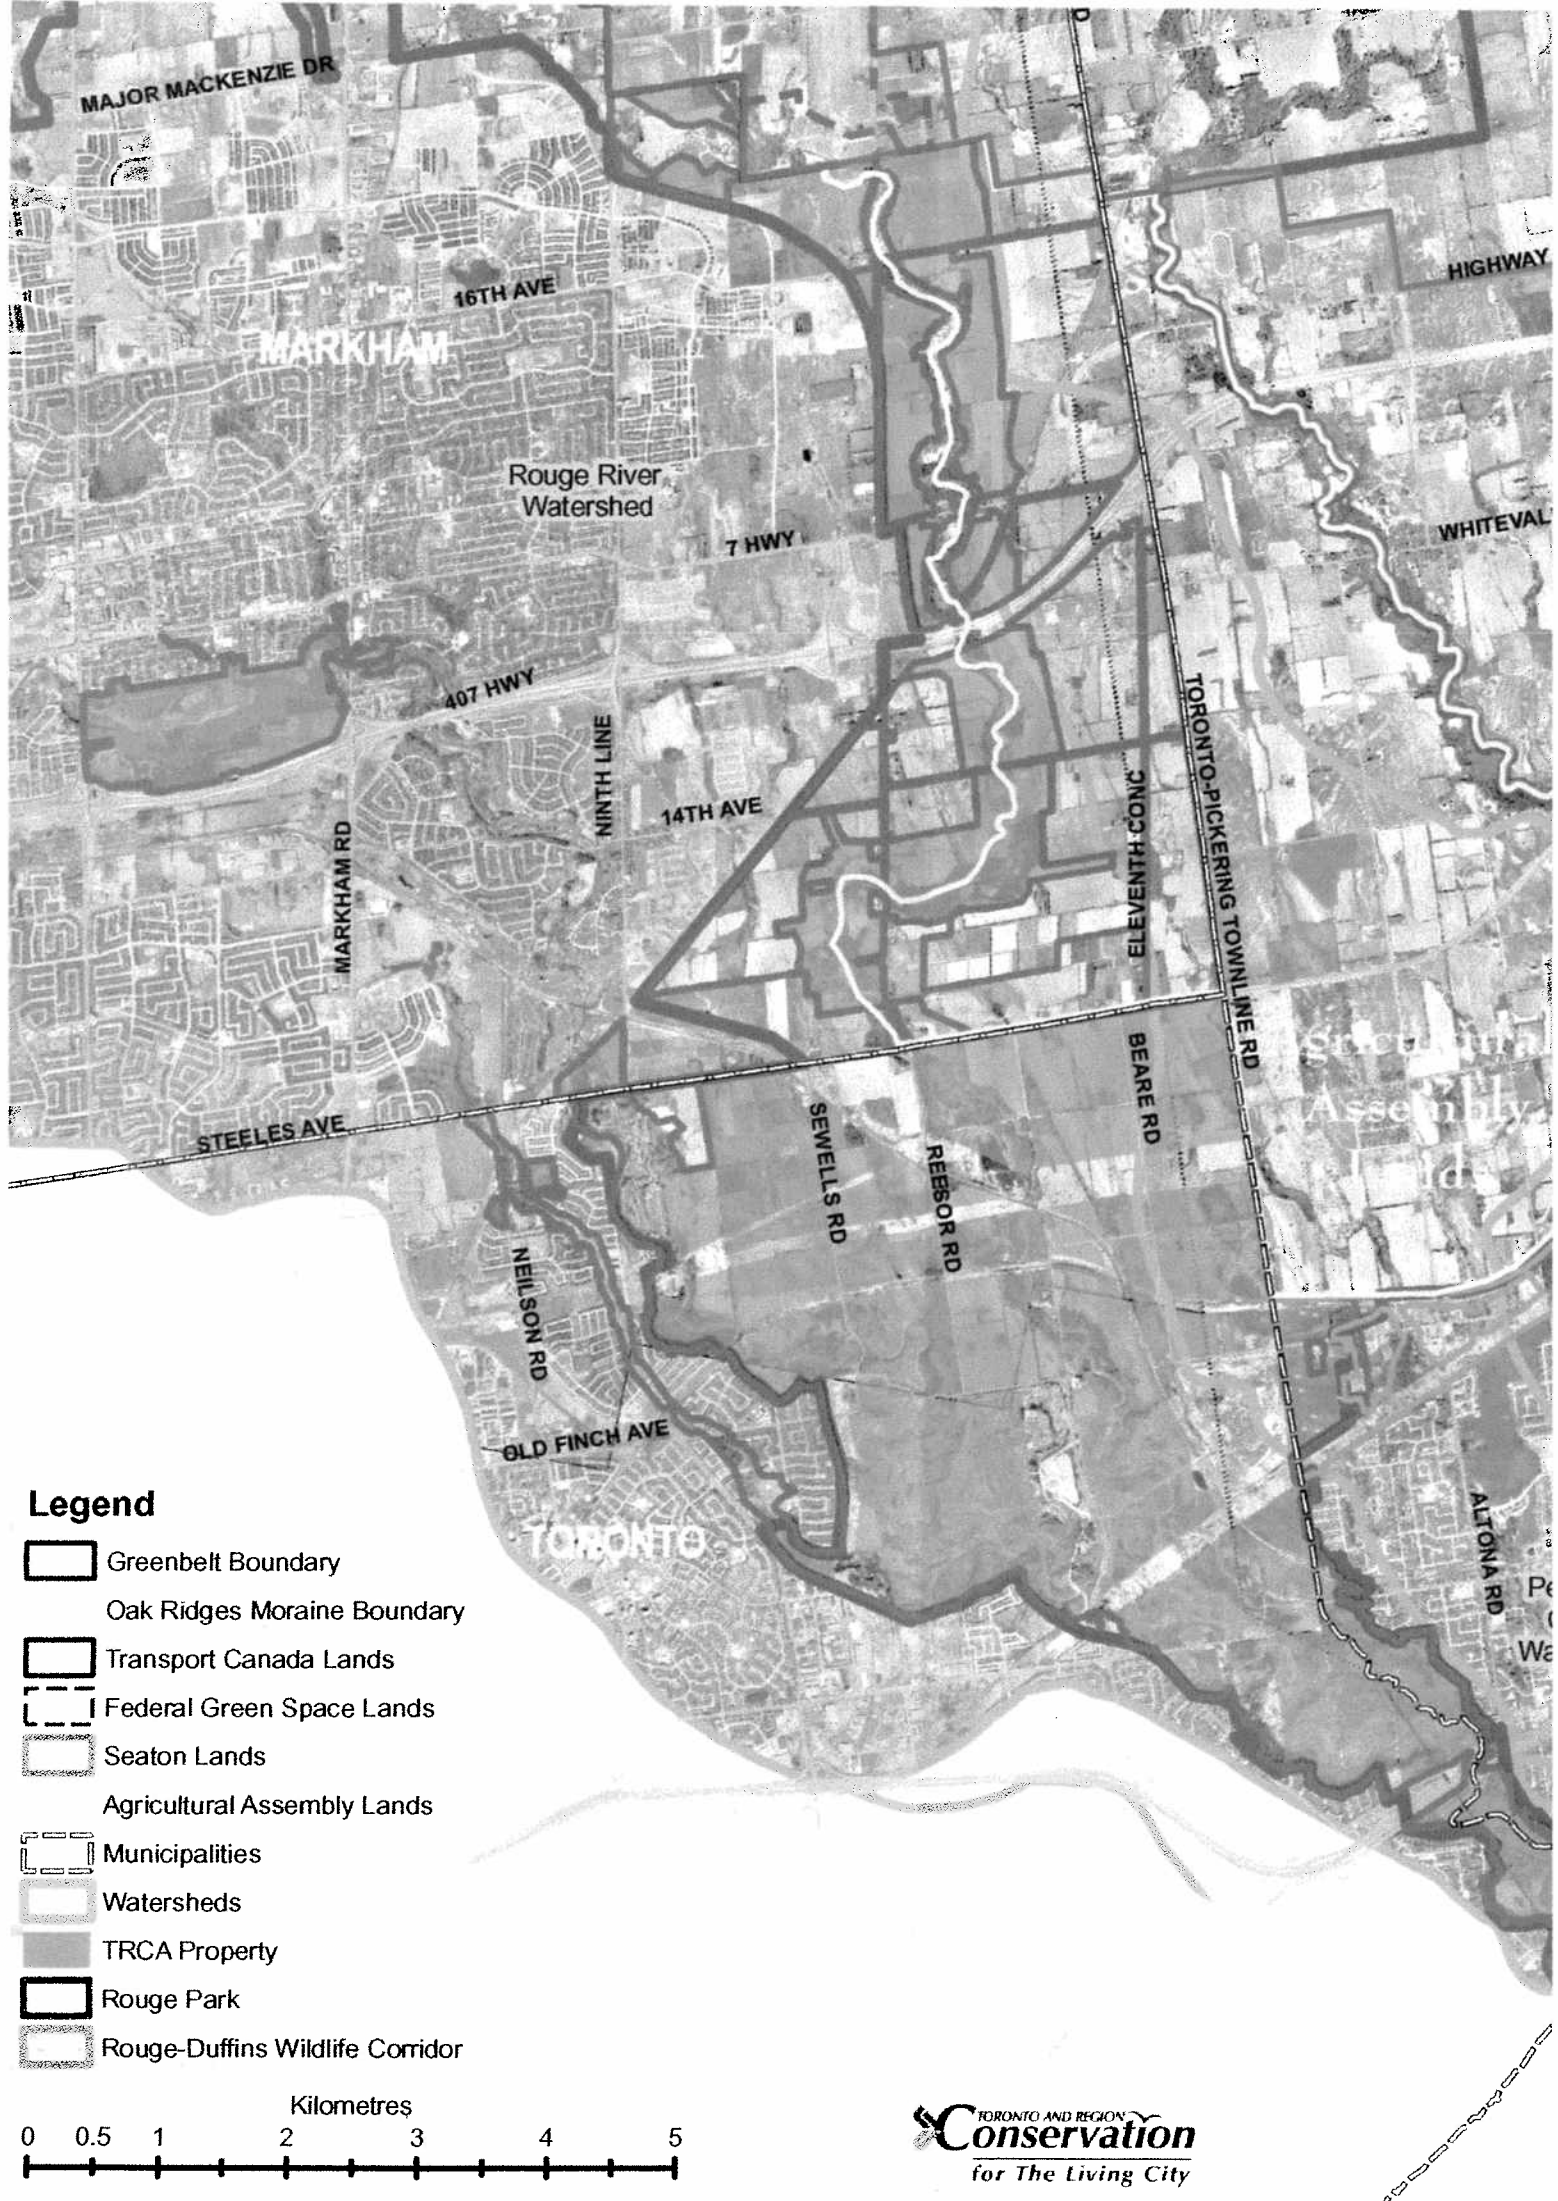 D
MAJOR MACKENZIE DR
HIGHWAY
16TH AVE
MARKHAM
Rouge River
Watershed
WHITEVAL
7 HWY
407 HWY
NINTH LINE
TORONTO-PICKERING TOWNLINE RD
14TH AVE
MARKHAM RD
ELEVENTH CONC
BEARE RD
Agricultural
Assembly
STEELES AVE
SEWELLS RD
REESOR RD
NEILSON RD
OLD FINCH AVE
ALTONA RD
TORONTO
Pe
Wa
Legend
Greenbelt Boundary
Oak Ridges Moraine Boundary
Transport Canada Lands
Federal Green Space Lands
Seaton Lands
Agricultural Assembly Lands
Municipalities
Watersheds
TRCA Property
Rouge Park
Rouge-Duffins Wildlife Corridor
Kilometres
0 0.5 1 2 3 4 5
TORONTO AND REGION
Conservation
for The Living City